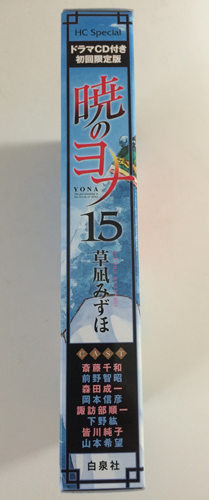 HC Special
ドラマCD付き
初回限定版
暁のヨナ
YONA
15
草凪みずほ
CAST
斎藤千和
前野智昭
森田成一
岡本信彦
諏訪部順一
下野紘
皆川純子
山本希望
白泉社